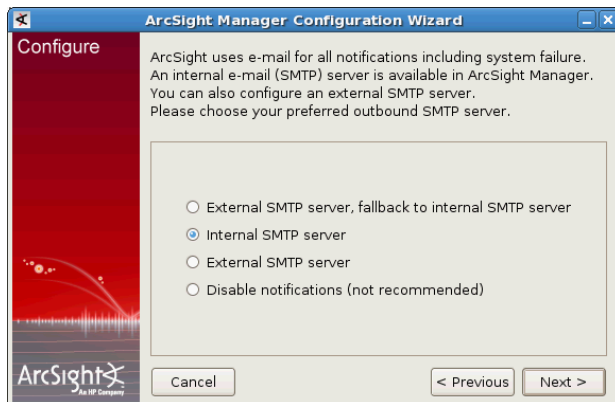 ArcSight Manager Configuration Wizard
Configure
ArcSight uses e-mail for all notifications including system failure.
An internal e-mail (SMTP) server is available in ArcSight Manager.
You can also configure an external SMTP server.
Please choose your preferred outbound SMTP server.
External SMTP server, fallback to internal SMTP server
Internal SMTP server
External SMTP server
Disable notifications (not recommended)
ArcSight
An HP Company
Cancel
< Previous
Next >